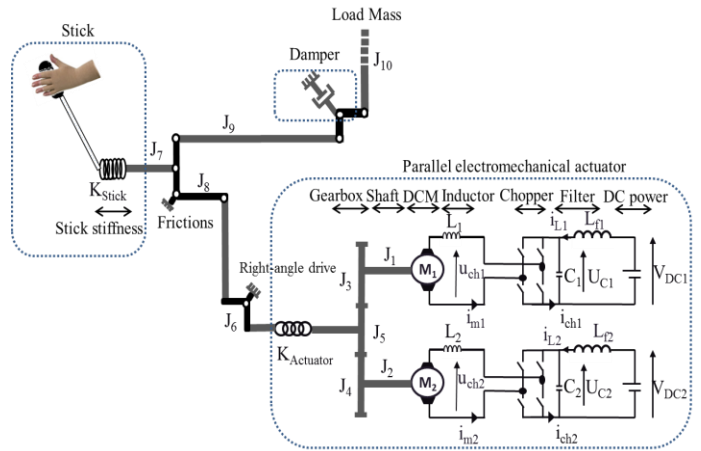 Load Mass
Stick
Damper
J10
J9
J7
Parallel electromechanical actuator
KStick
J8
Gearbox Shaft DCM Inductor Chopper Filter DC power
Stick stiffness
Frictions
L1
iL1
Lf1
Right-angle drive
J1
J3
M1
uch1
C1
UC1
VDC1
J6
im1
ich1
J5
KActuator
L2
iL2
Lf2
J2
J4
M2
uch2
C2
UC2
VDC2
im2
ich2